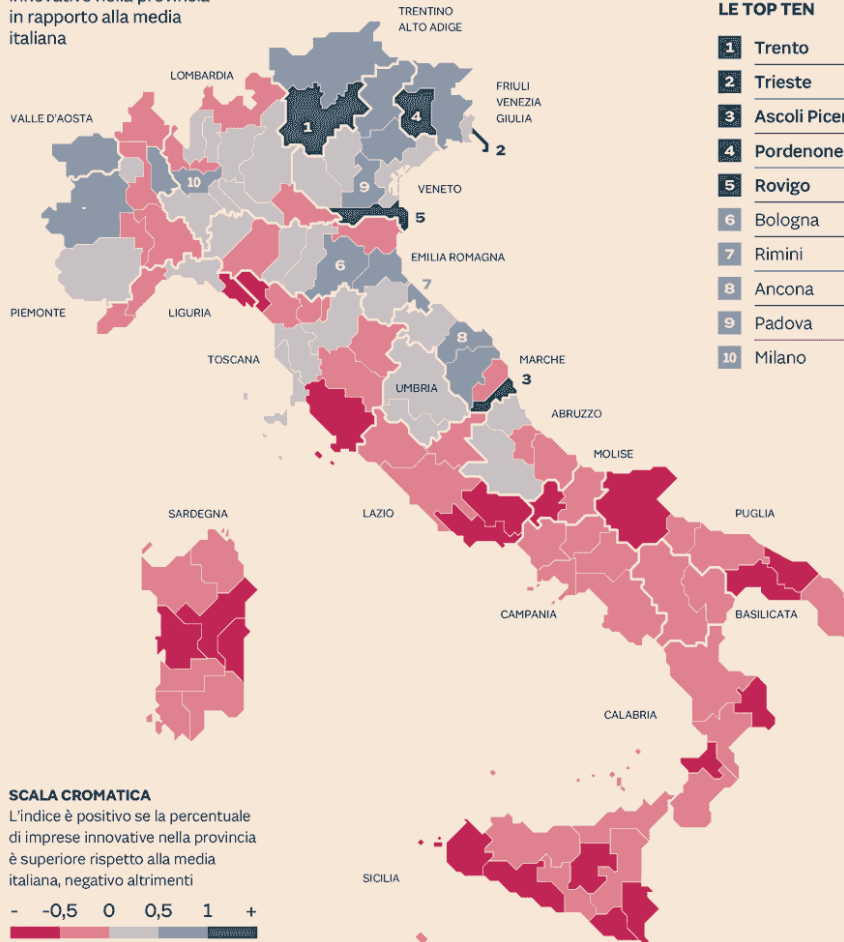 in rapporto alla media
italiana
LE TOP TEN
1 Trento
2 Trieste
3 Ascoli
4 Pordenone
5 Rovigo
6 Bologna
7 Rimini
8 Ancona
9 Padova
10 Milano
TRENTINO
ALTO ADIGE
LOMBARDIA
FRIULI
VENEZIA
GIULIA
VALLE D'AOSTA
1
4
2
10
9
VENETO
5
6
EMILIA ROMAGNA
7
PIEMONTE
LIGURIA
8
TOSCANA
MARCHE
3
UMBRIA
ABRUZZO
MOLISE
SARDEGNA
LAZIO
PUGLIA
CAMPANIA
BASILICATA
CALABRIA
SICILIA
SCALA CROMATICA
L'indice è positivo se la percentuale
di imprese innovative nella provincia
è superiore rispetto alla media
italiana, negativo altrimenti
- -0,5 0 0,5 1 +